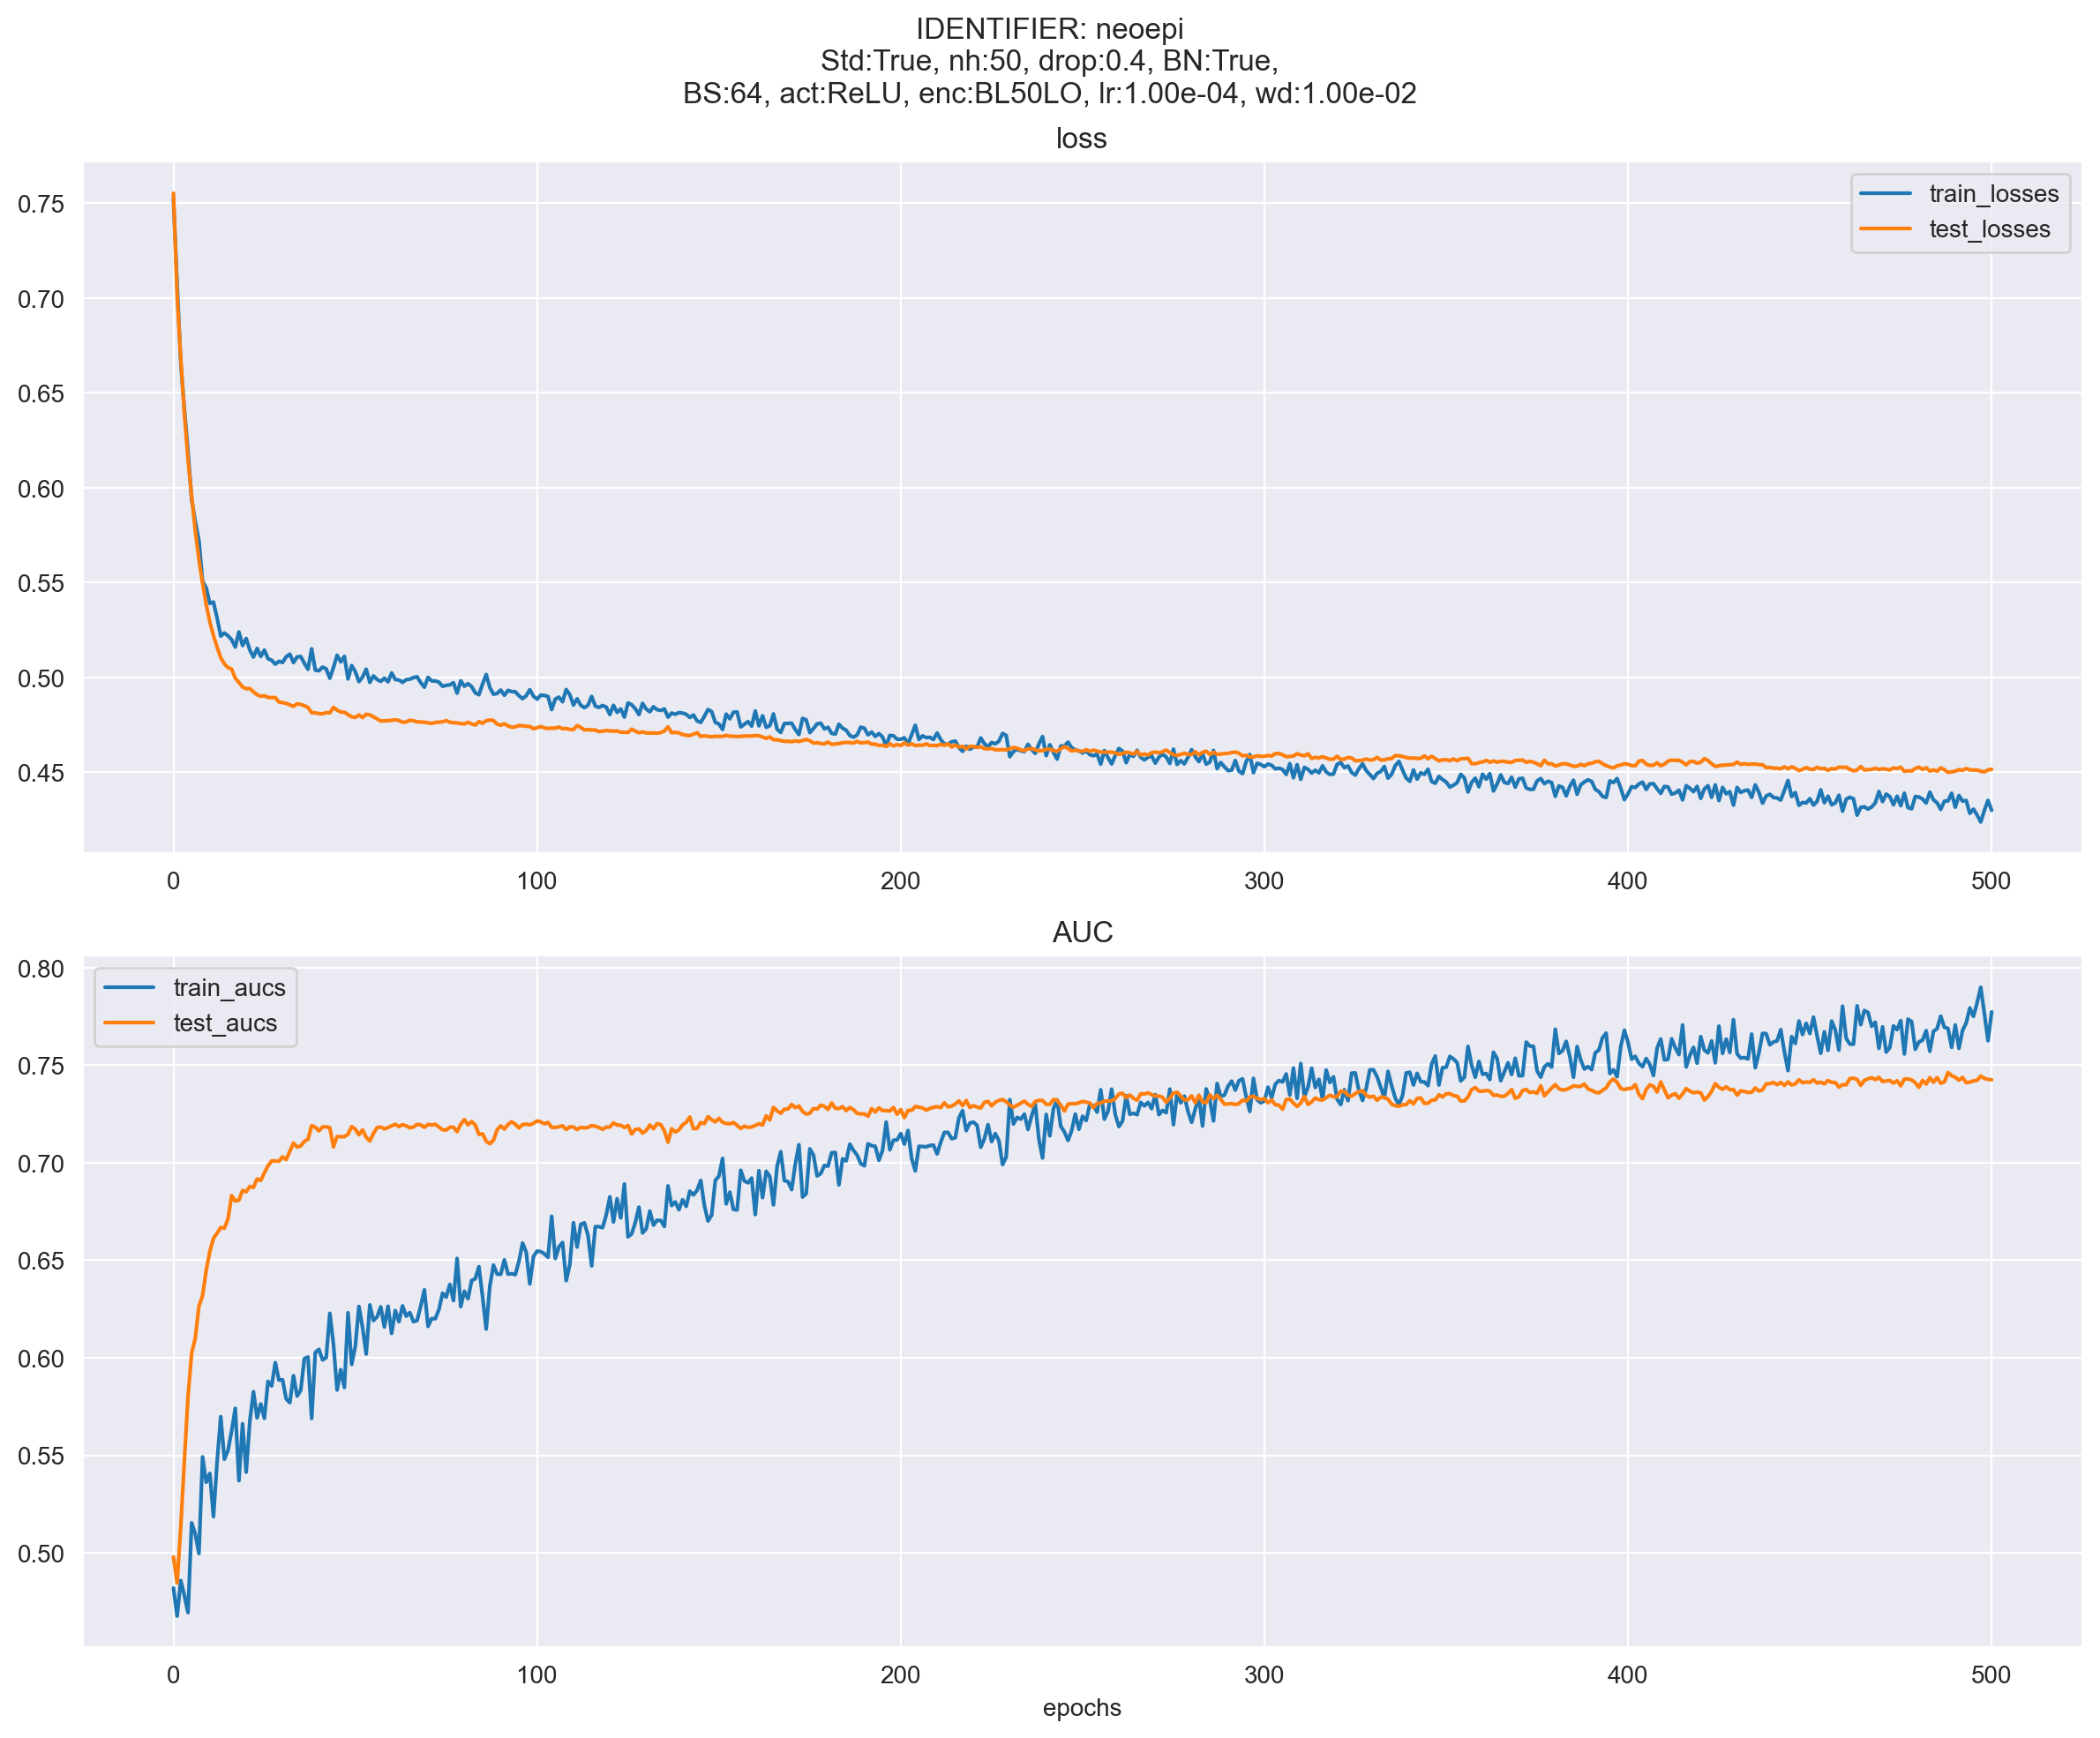 IDENTIFIER: neoepi
Std:True, nh:50, drop:0.4, BN:True,
BS:64, act:ReLU, enc:BL50LO, lr:1.00e-04, wd:1.00e-02
loss
train_losses
test_losses
0.75
0.70
0.65
0.60
0.55
0.50
0.45
0 100 200 300 400 500
AUC
train_aucs
test_aucs
0.80
0.75
0.70
0.65
0.60
0.55
0.50
0 100 200 300 400 500
epochs